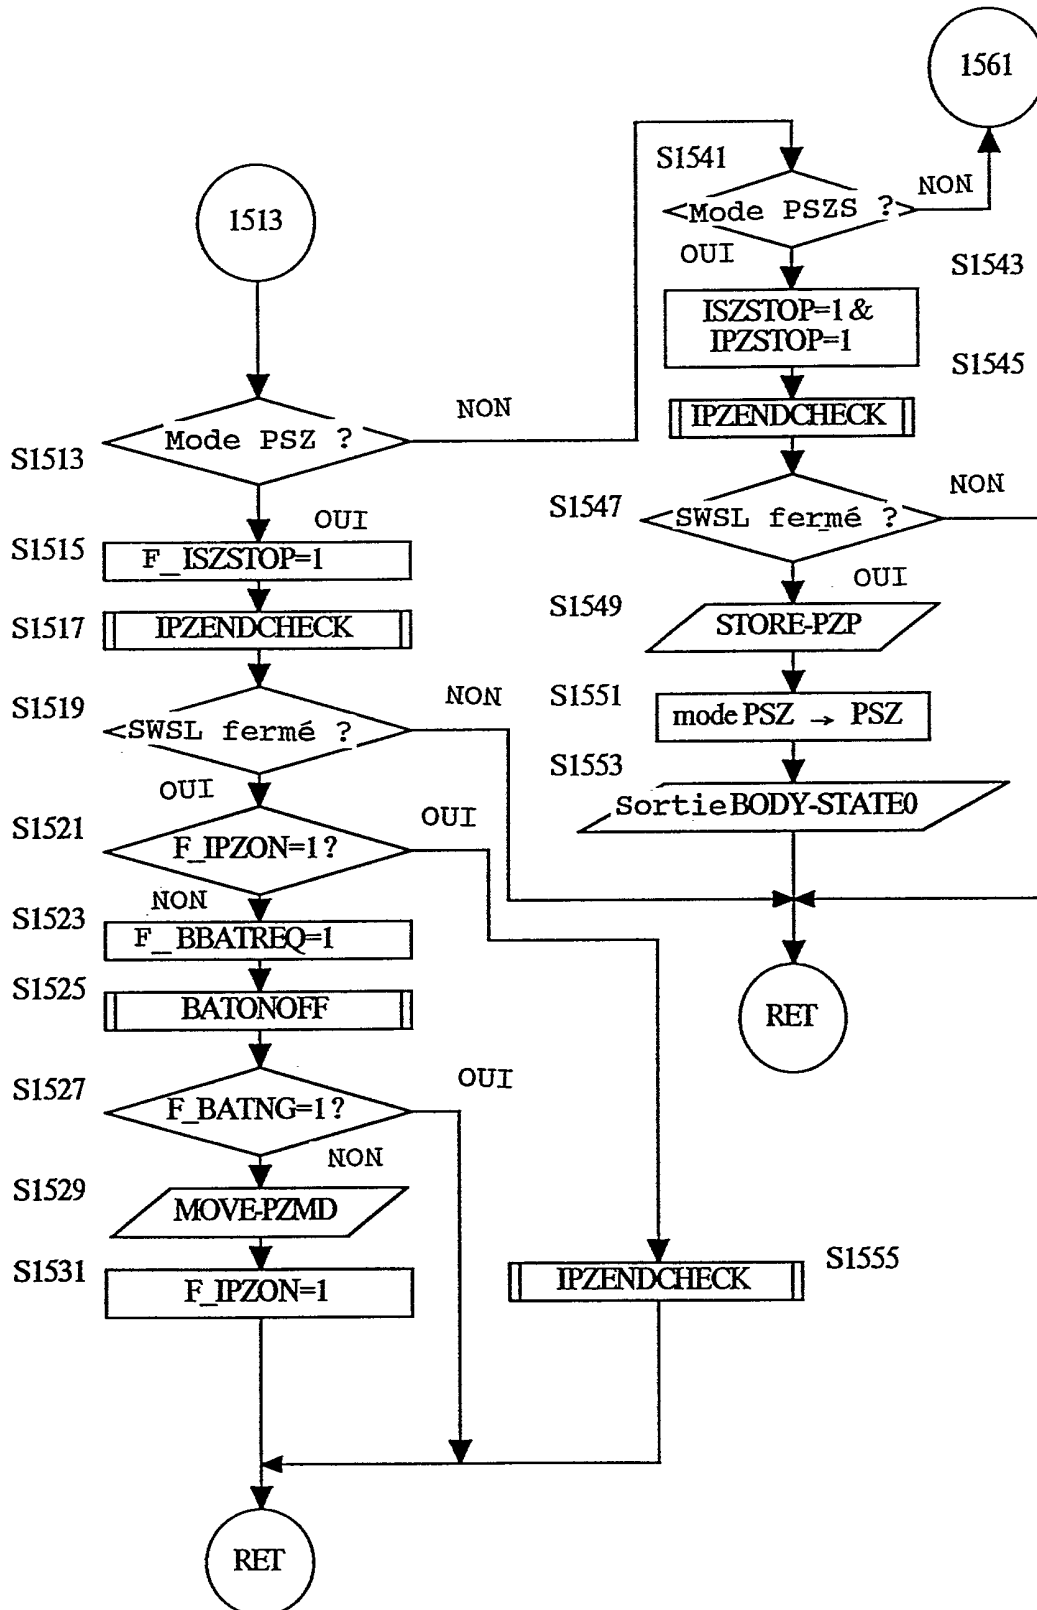 1513
S1513
Mode PSZ ?
NON
OUI
S1515
F_ISZSTOP=1
S1517
IPZENDCHECK
S1519
SWSL fermé ?
NON
OUI
S1521
F_IPZON=1?
OUI
NON
S1523
F_BBATREQ=1
S1525
BATONOFF
S1527
F_BATNG=1?
OUI
NON
S1529
MOVE-PZMD
S1531
F_IPZON=1
RET
1561
S1541
Mode PSZS ?
NON
OUI
S1543
ISZSTOP=1 &
IPZSTOP=1
S1545
IPZENDCHECK
S1547
SWSL fermé ?
NON
OUI
S1549
STORE-PZP
S1551
mode PSZ → PSZ
S1553
Sortie BODY-STATE0
RET
S1555
IPZENDCHECK